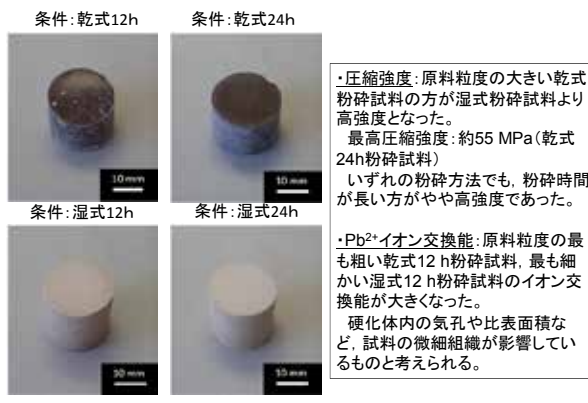 条件：乾式12h
条件：乾式24h
10 mm
10 mm
条件：湿式12h
条件：湿式24h
10 mm
10 mm
・圧縮強度：原料粒度の大きい乾式
粉砕試料の方が湿式粉砕試料より
高強度となった。
最高圧縮強度：約55 MPa（乾式
24h粉砕試料）
いずれの粉砕方法でも，粉砕時間
が長い方がやや高強度であった。
・Pb²⁺イオン交換能：原料粒度の最
も粗い乾式12 h粉砕試料，最も細
かい湿式12 h粉砕試料のイオン交
換能が大きくなった。
硬化体内の気孔や比表面積な
ど，試料の微細組織が影響してい
るものと考えられる。